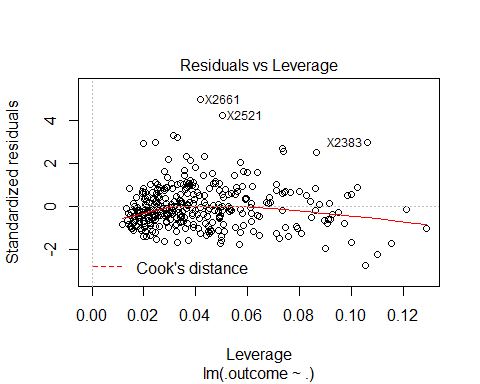 Residuals vs Leverage
Standardized residuals
4
2
0
-2
X2661
X2521
X2383
Cook's distance
0.00 0.02 0.04 0.06 0.08 0.10 0.12
Leverage
lm(.outcome ~ .)